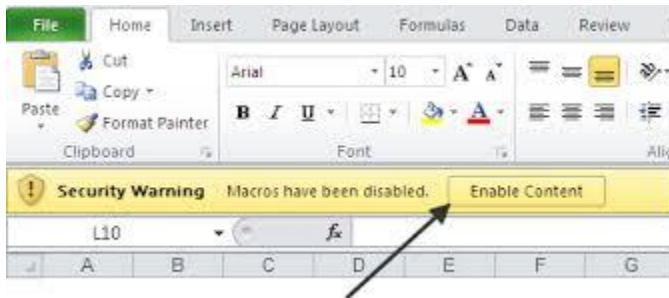 File Home Insert Page Layout Formulas Data Review
Cut
Copy
Format Painter
Paste
Arial 10 A A
B I U A
Clipboard Font
Security Warning Macros have been disabled. Enable Content
L10 fx
A B C D E F G